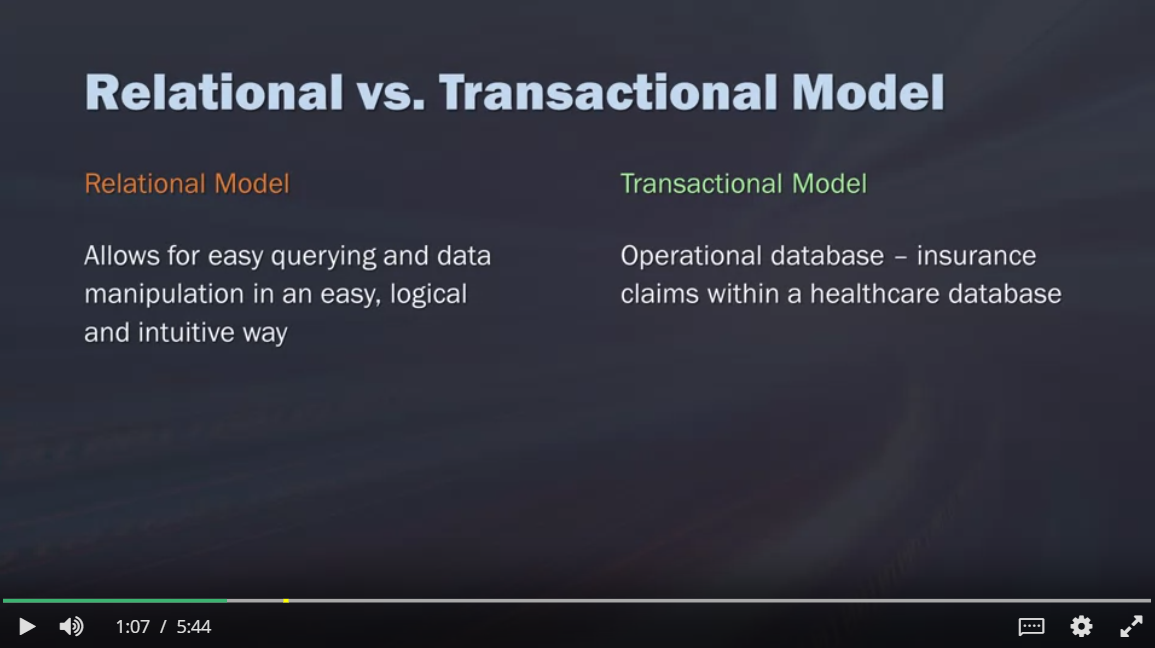 Relational vs. Transactional Model
Relational Model
Allows for easy querying and data
manipulation in an easy, logical
and intuitive way
Transactional Model
Operational database – insurance
claims within a healthcare database
1:07 / 5:44